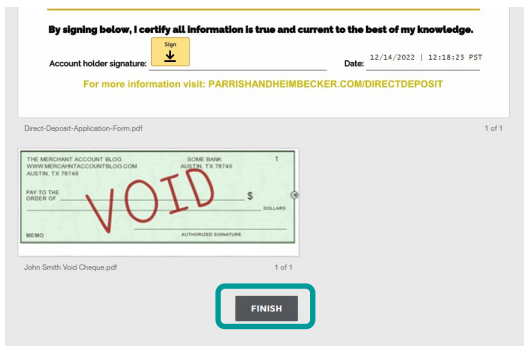 By signing below, I certify all information is true and current to the best of my knowledge.
Sign
Account holder signature:
Date: 12/14/2022 | 12:18:23 PST
For more information visit: PARRISHANDHEIMBECKER.COM/DIRECTDEPOSIT
Direct-Deposit-Application-Form.pdf 1 of 1
THE MERCHANT ACCOUNT BLOG SOME BANK 1
WWW.MERCAHNTACCOUNTBLOG.COM AUSTIN, TX 78746
AUSTIN, TX 78746
PAY TO THE
ORDER OF $
DOLLARS
VOID
MEMO AUTHORIZED SIGNATURE
John Smith Void Cheque.pdf 1 of 1
FINISH